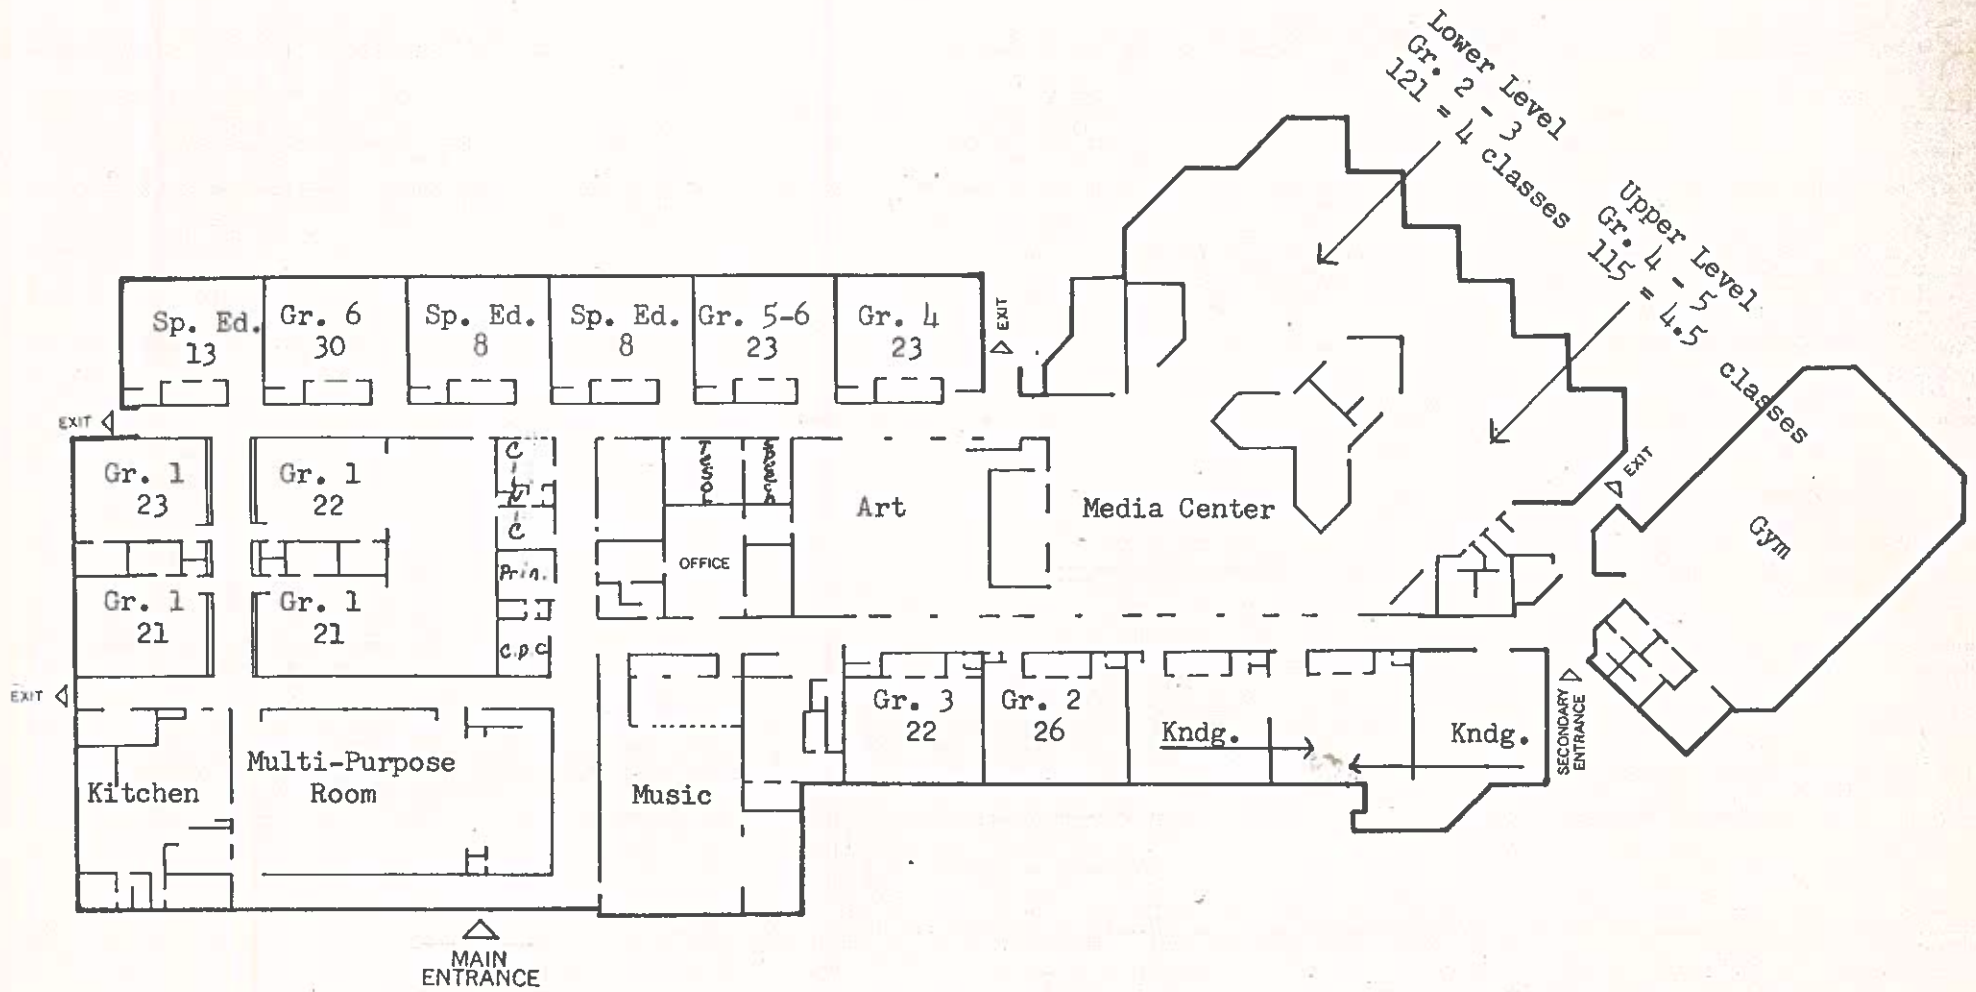 Lower Level
Gr. 2 - 3
121 = 4 classes
Upper Level
Gr. 4 - 5
115 = 4.5 classes
Sp. Ed.
13
Gr. 6
30
Sp. Ed.
8
Sp. Ed.
8
Gr. 5-6
23
Gr. 4
23
EXIT
EXIT
Gr. 1
23
Gr. 1
22
C
C
Prin.
C.P.C
TESOL
OFFICE
Art
Media Center
EXIT
Gym
Gr. 1
21
Gr. 1
21
EXIT
Kitchen
Multi-Purpose
Room
Music
Gr. 3
22
Gr. 2
26
Kndg.
Kndg.
SECONDARY
ENTRANCE
MAIN
ENTRANCE